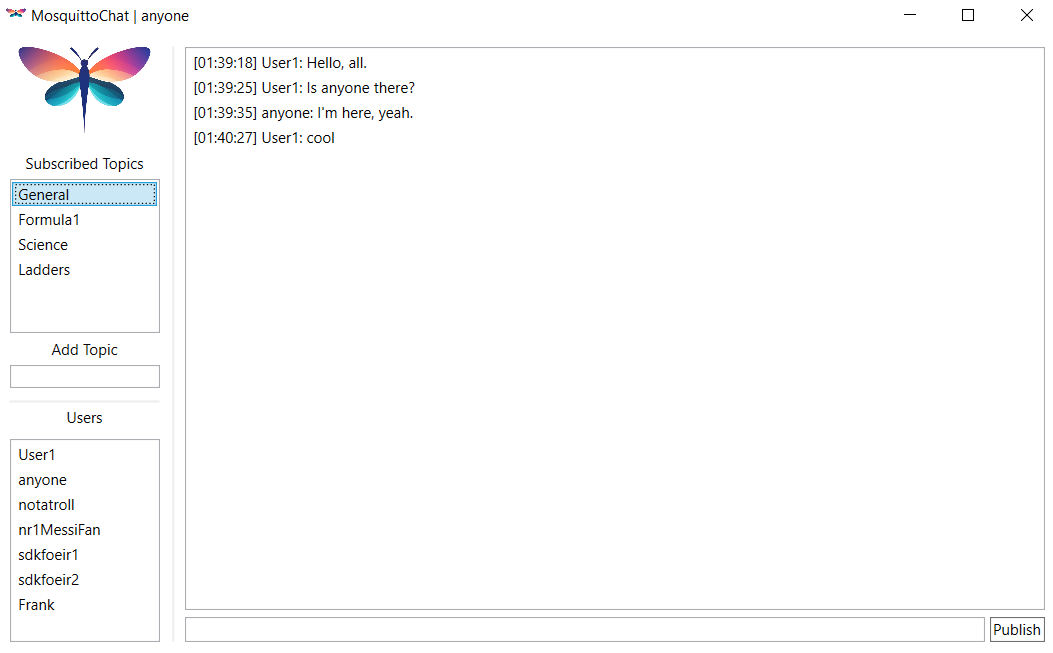 MosquittoChat | anyone
Subscribed Topics
General
Formula1
Science
Ladders
Add Topic
Users
User1
anyone
notatroll
nr1MessiFan
sdkfoeir1
sdkfoeir2
Frank
[01:39:18] User1: Hello, all.
[01:39:25] User1: Is anyone there?
[01:39:35] anyone: I'm here, yeah.
[01:40:27] User1: cool
Publish